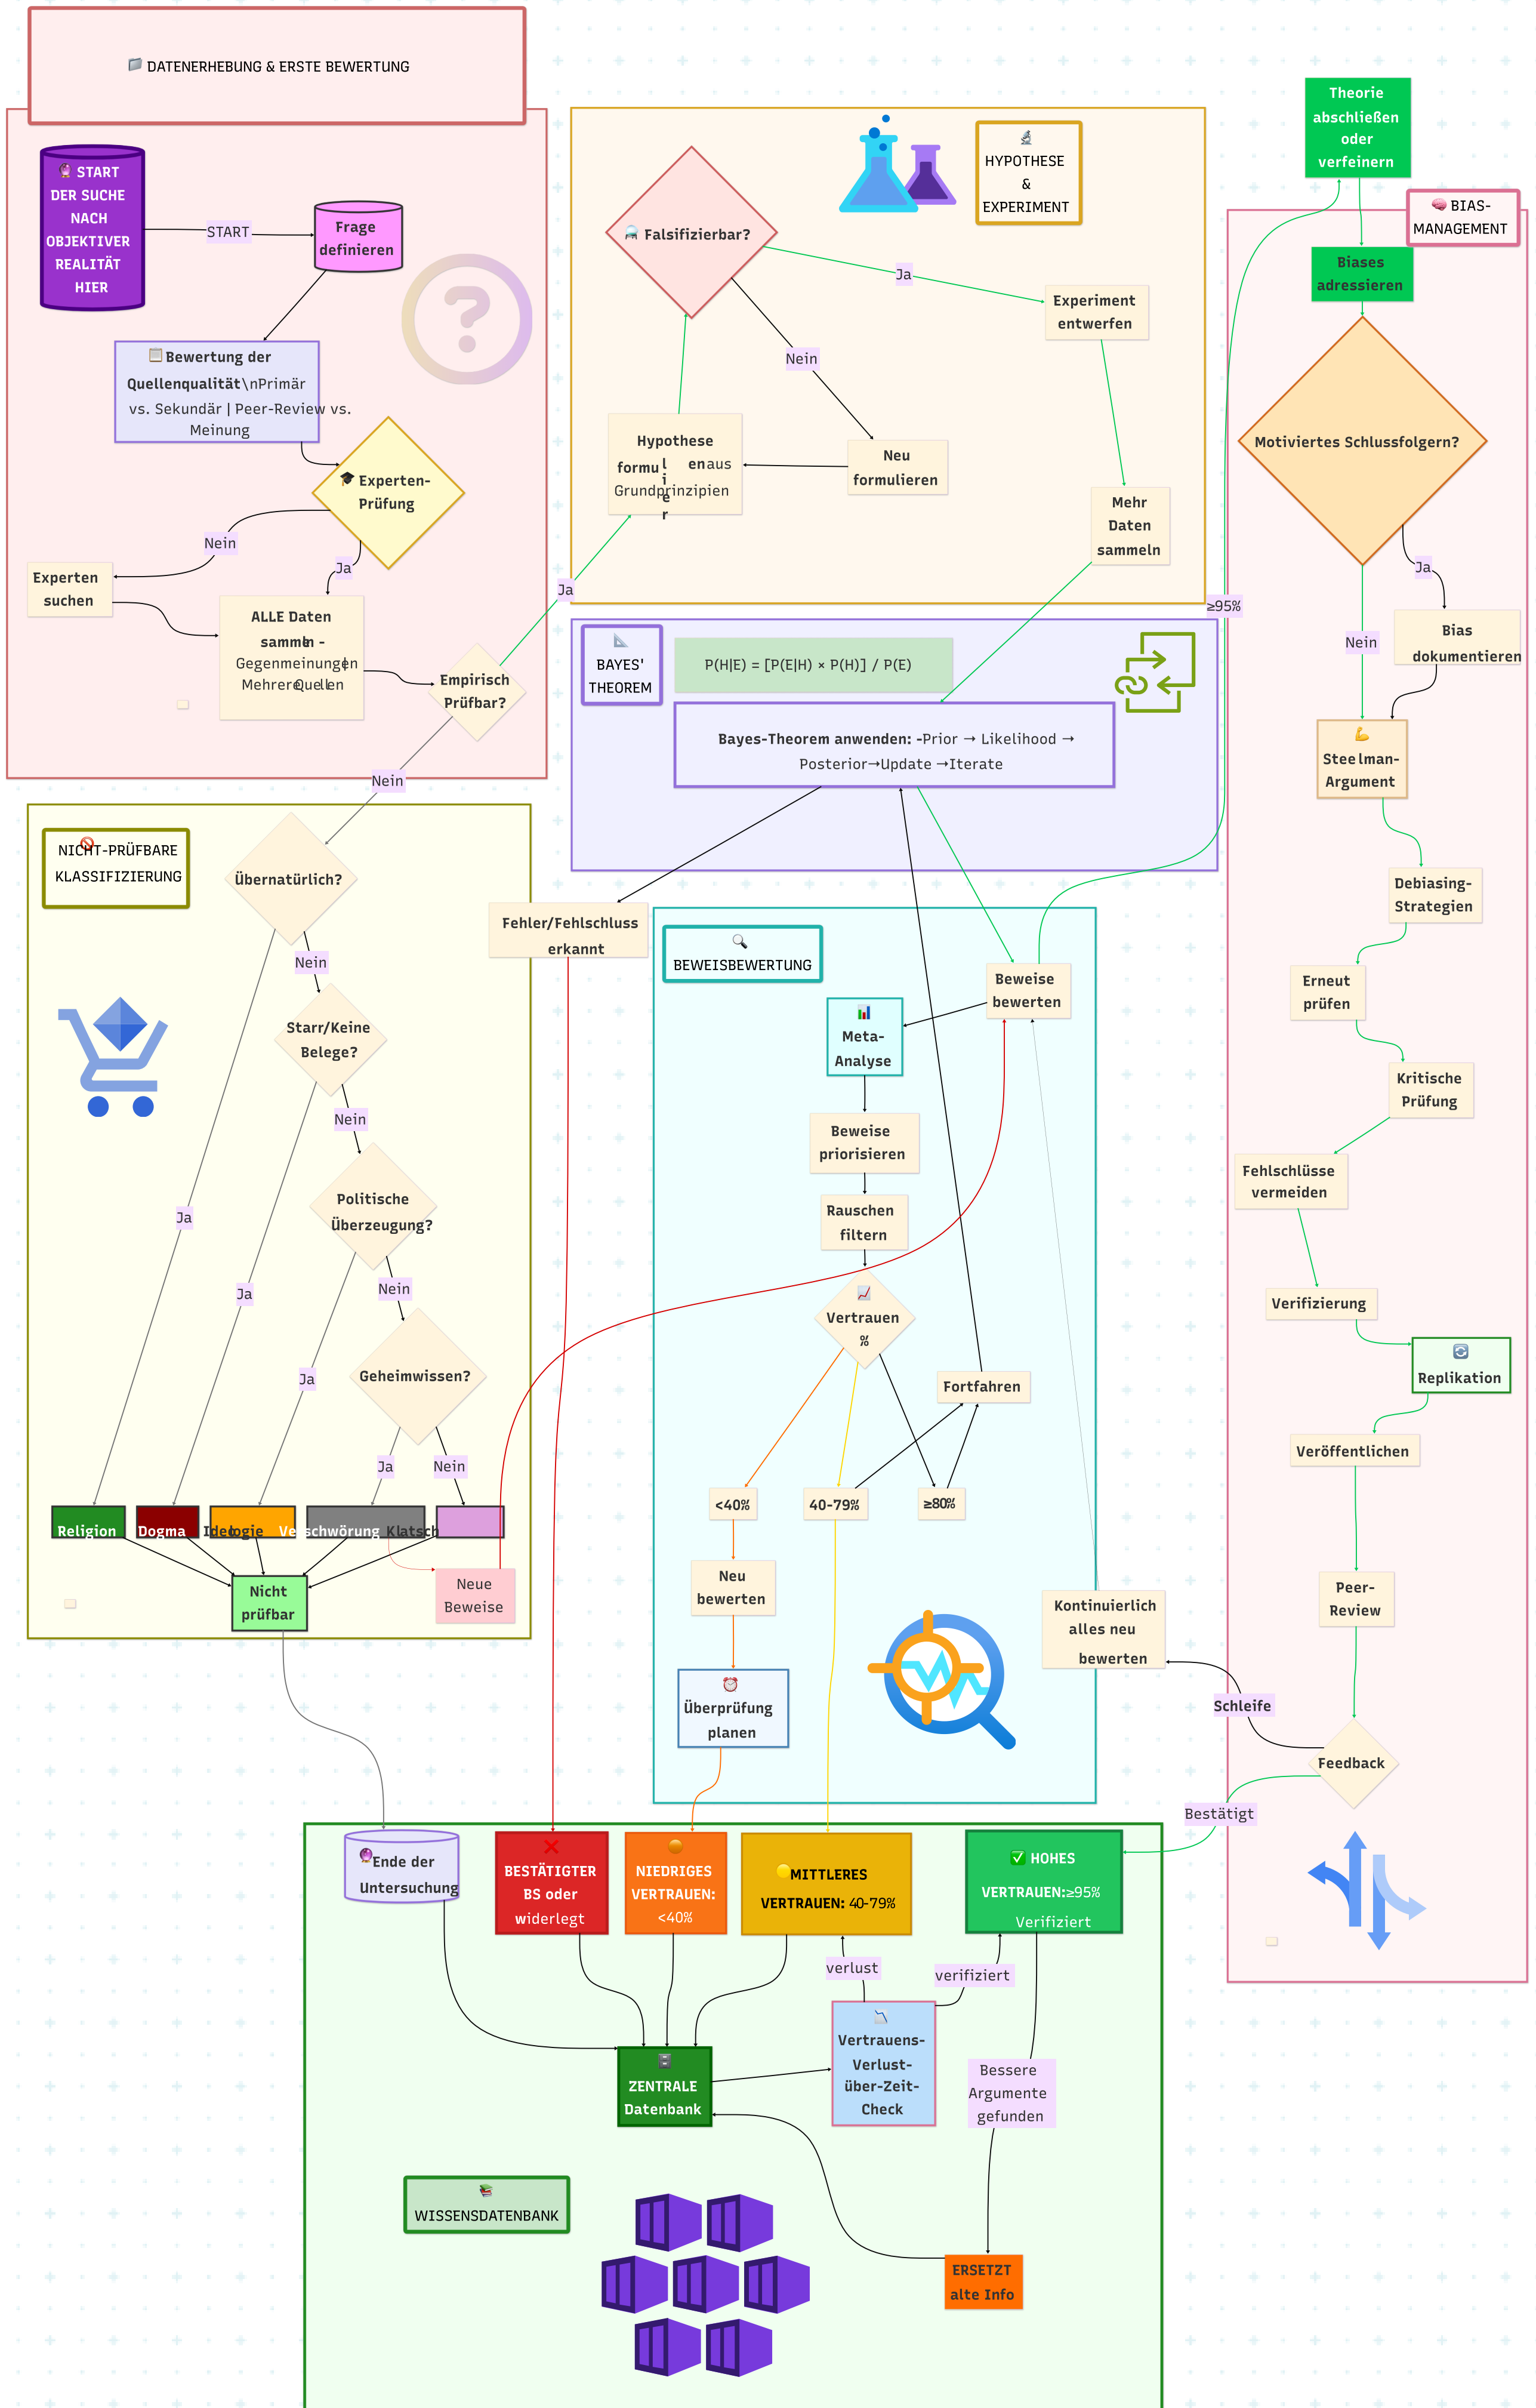 📁 DATENERHEBUNG & ERSTE BEWERTUNG
🔮 START
DER SUCHE
NACH
OBJEKTIVER
REALITÄT
HIER
START
Frage
definieren
📋 Bewertung der
Quellenqualität\nPrimär
vs. Sekundär | Peer-Review vs.
Meinung
🎓 Experten-
Prüfung
Nein
Ja
Experten
suchen
ALLE Daten
sammeln -
Gegenmeinungen
Mehrere Quellen
Empirisch
Prüfbar?
Ja
Nein
🔬
HYPOTHESE
&
EXPERIMENT
Falsifizierbar?
Ja
Nein
Experiment
entwerfen
Hypothese
formulieren aus
Grundprinzipien
Neu
formulieren
Mehr
Daten
sammeln
📐
BAYES'
THEOREM
P(H|E) = [P(E|H) × P(H)] / P(E)
Bayes-Theorem anwenden: -Prior → Likelihood →
Posterior→Update →Iterate
≥95%
🚫
NICHT-PRÜFBARE
KLASSIFIZIERUNG
Übernatürlich?
Nein
Starr/Keine
Belege?
Nein
Politische
Überzeugung?
Nein
Geheimwissen?
Ja
Ja
Ja
Ja
Nein
Religion
Dogma
Ideologie
Verschwörung
Klatsch
Nicht
prüfbar
Neue
Beweise
Fehler/Fehlschluss
erkannt
🔍
BEWEISBEWERTUNG
Beweise
bewerten
📊
Meta-
Analyse
Beweise
priorisieren
Rauschen
filtern
📈
Vertrauen
%
Fortfahren
<40%
40-79%
≥80%
Neu
bewerten
⏰
Überprüfung
planen
Kontinuierlich
alles neu
bewerten
Theorie
abschließen
oder
verfeinern
🧠 BIAS-
MANAGEMENT
Biases
adressieren
Motiviertes Schlussfolgern?
Ja
Nein
Bias
dokumentieren
💪
Steelman-
Argument
Debiasing-
Strategien
Erneut
prüfen
Kritische
Prüfung
Fehlschlüsse
vermeiden
Verifizierung
🔄
Replikation
Veröffentlichen
Peer-
Review
Feedback
Schleife
Bestätigt
🔮Ende der
Untersuchung
❌
BESTÄTIGTER
BS oder
widerlegt
🟠
NIEDRIGES
VERTRAUEN:
<40%
🟡MITTLERES
VERTRAUEN: 40-79%
✅ HOHES
VERTRAUEN:≥95%
Verifiziert
verlust
verifiziert
🗄
ZENTRALE
Datenbank
📉
Vertrauens-
Verlust-
über-Zeit-
Check
Bessere
Argumente
gefunden
📚
WISSENSDATENBANK
ERSETZT
alte Info